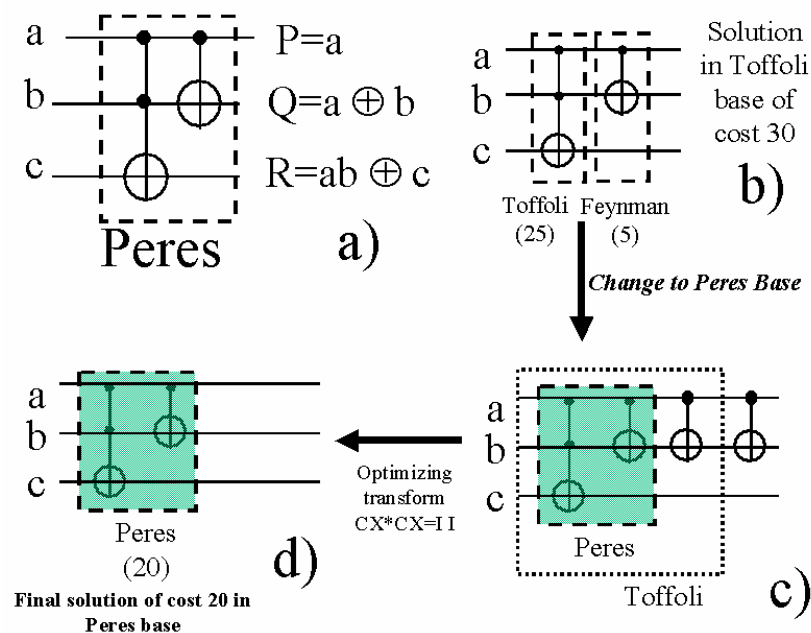 a
P=a
b
Q=a ⊕ b
c
R=ab ⊕ c
Peres
a)
a
b
c
Solution
in Toffoli
base of
cost 30
Toffoli Feynman
(25) (5)
b)
Change to Peres Base
a
b
c
Peres
Toffoli
c)
Optimizing
transform
CX*CX=I I
a
b
c
Peres
(20)
d)
Final solution of cost 20 in
Peres base